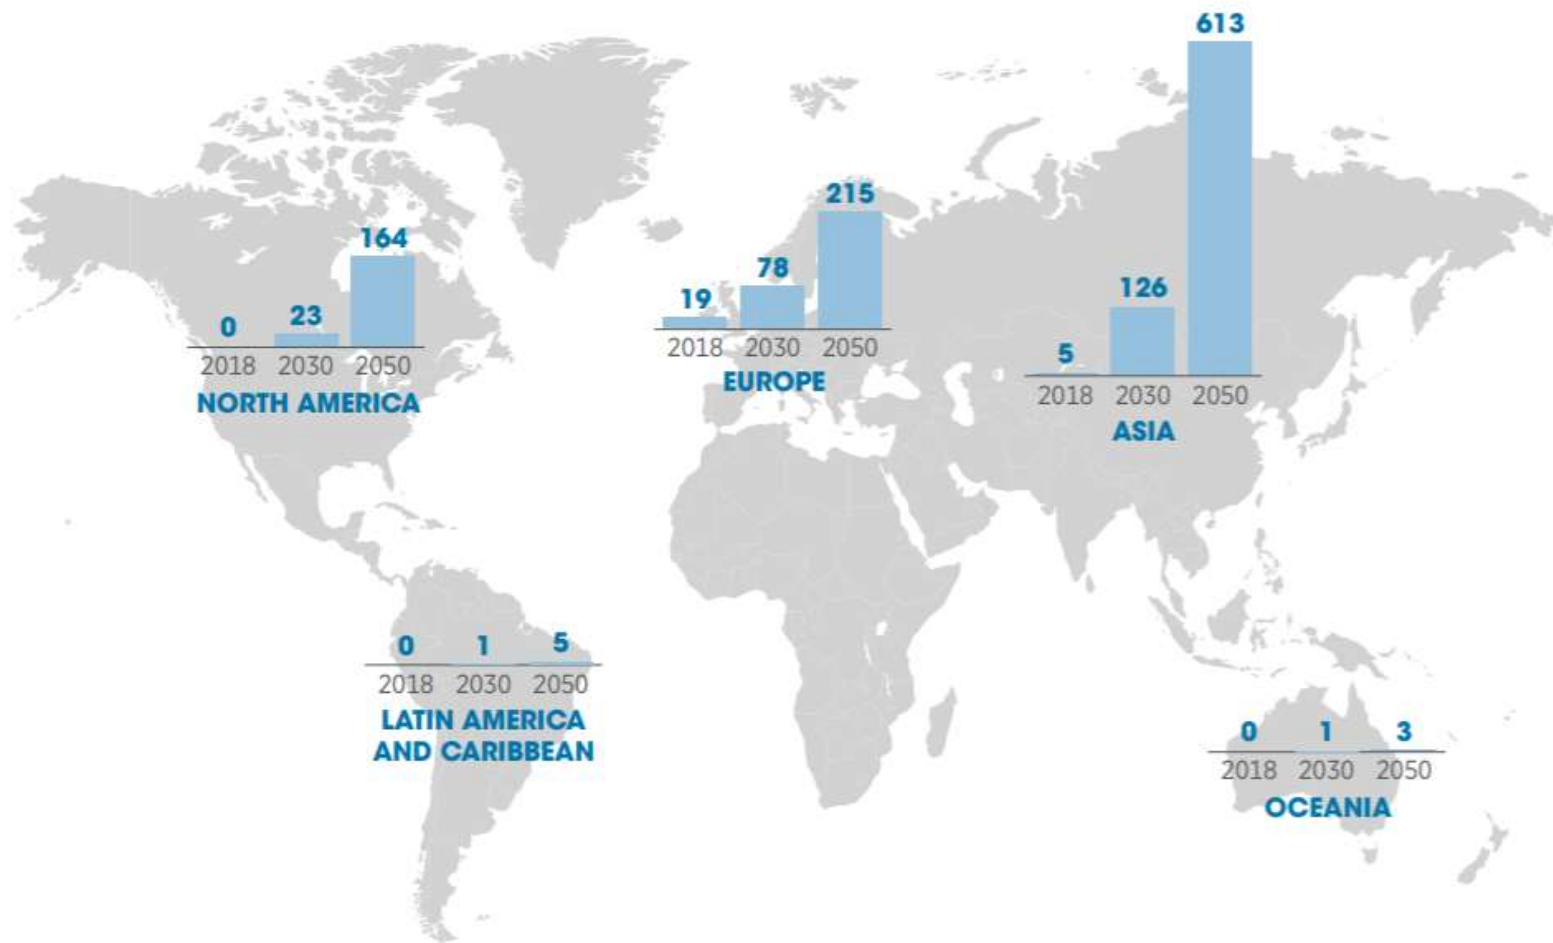 613
215
164
78
126
19
23
0
5
2018 2030 2050
EUROPE
2018 2030 2050
NORTH AMERICA
2018 2030 2050
ASIA
0 1 5
2018 2030 2050
LATIN AMERICA
AND CARIBBEAN
0 1 3
2018 2030 2050
OCEANIA